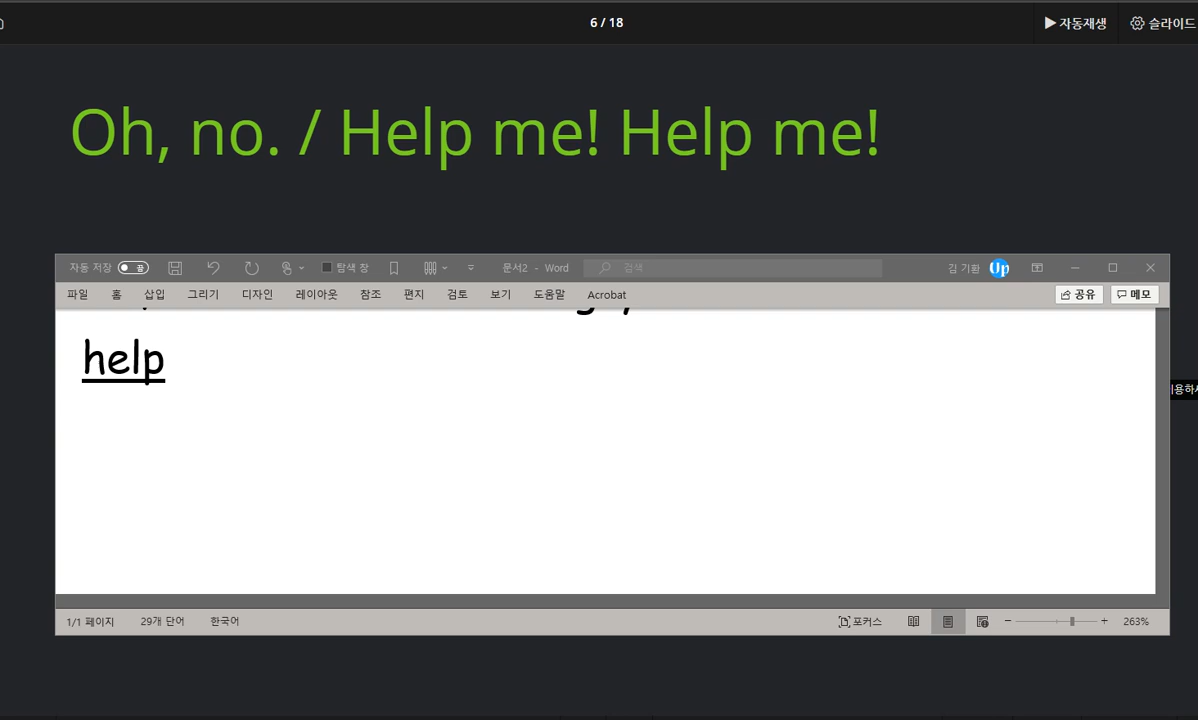 6 / 18
▶ 자동재생
슬라이드
Oh, no. / Help me! Help me!
자동 저장 끔
탐색 창
문서2 - Word
검색
김 기환
Up
파일 홈 삽입 그리기 디자인 레이아웃 참조 편지 검토 보기 도움말 Acrobat
공유 메모
help
1/1 페이지 29개 단어 한국어
포커스
− + 263%